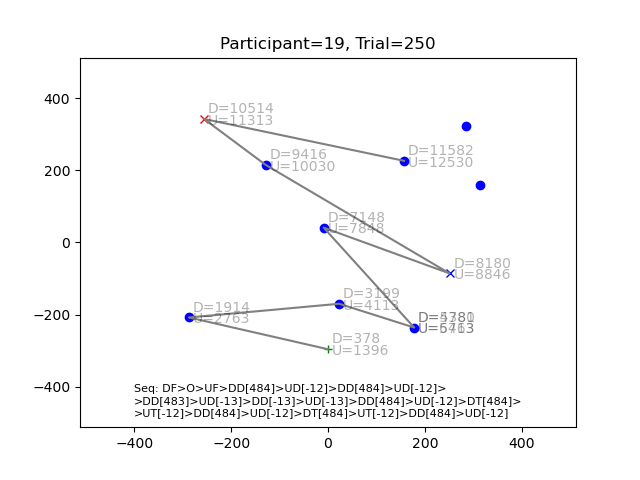 Participant=19, Trial=250
400
200
0
−200
−400
−400
−200
0
200
400
D=10514
U=11313
D=11582
U=12530
D=9416
U=10030
D=7148
U=7848
D=8180
U=8846
D=3199
U=4113
D=1914
U=2763
D=378
U=1396
Seq: DF>O>UF>DD[484]>UD[-12]>DD[484]>UD[-12]>
>DD[483]>UD[-13]>DD[-13]>UD[-13]>DD[484]>UD[-12]>DT[484]>
>UT[-12]>DD[484]>UD[-12]>DT[484]>UT[-12]>DD[484]>UD[-12]